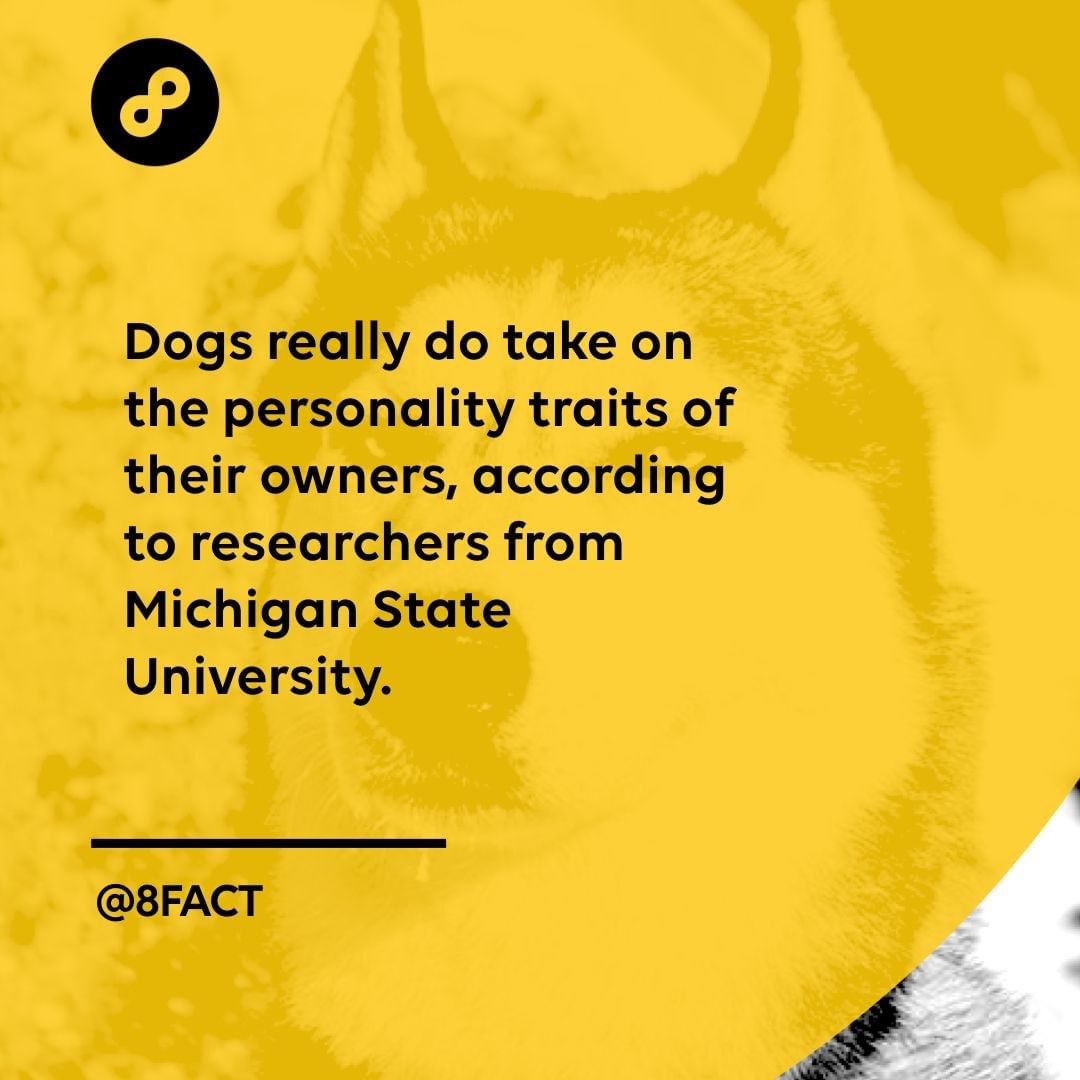 Dogs really do take on
the personality traits of
their owners, according
to researchers from
Michigan State
University.
@8FACT